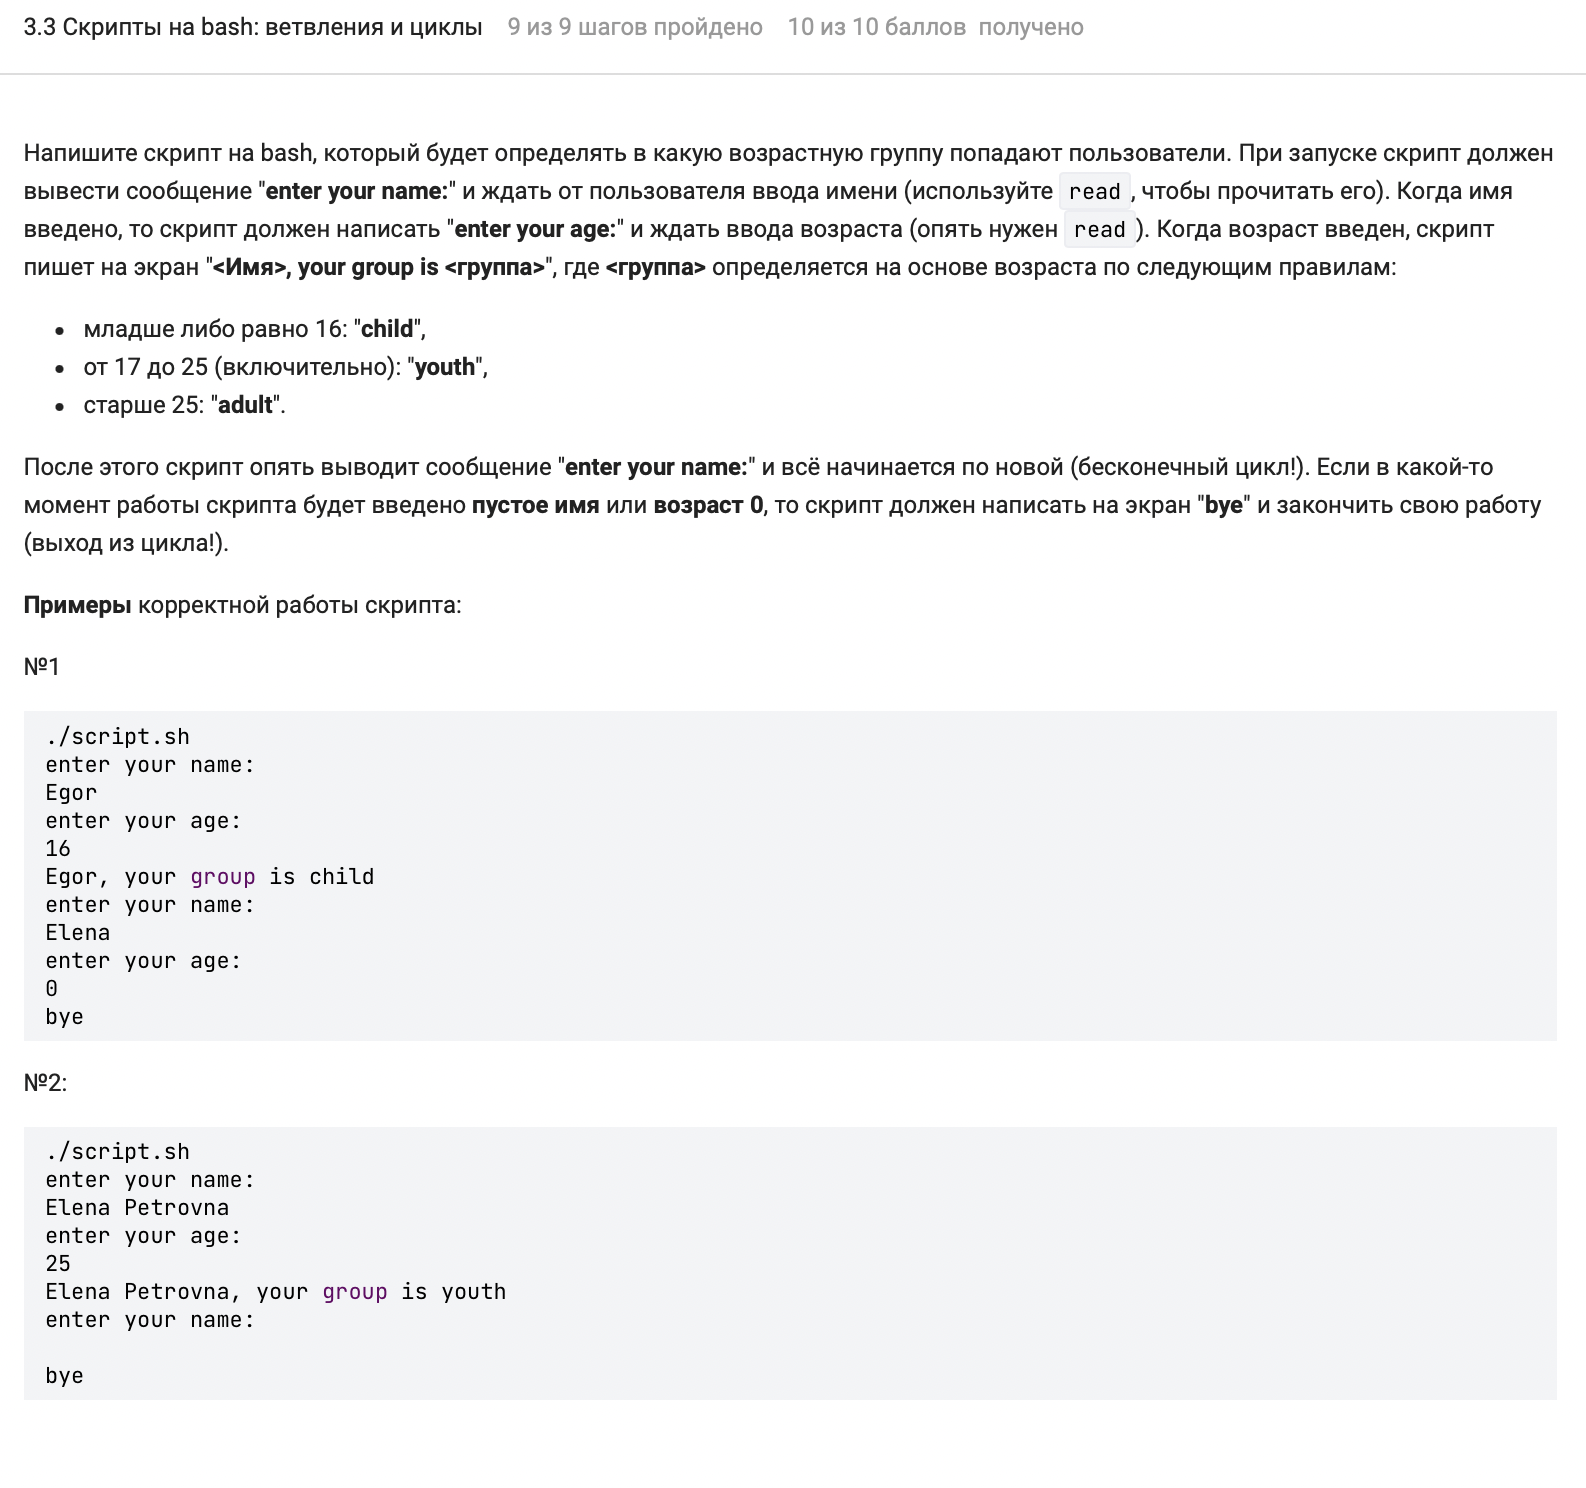 3.3 Скрипты на bash: ветвления и циклы 9 из 9 шагов пройдено 10 из 10 баллов получено
Напишите скрипт на bash, который будет определять в какую возрастную группу попадают пользователи. При запуске скрипт должен
вывести сообщение "enter your name:" и ждать от пользователя ввода имени (используйте read, чтобы прочитать его). Когда имя
введено, то скрипт должен написать "enter your age:" и ждать ввода возраста (опять нужен read). Когда возраст введен, скрипт
пишет на экран "<Имя>, your group is <группа>", где <группа> определяется на основе возраста по следующим правилам:
• младше либо равно 16: "child",
• от 17 до 25 (включительно): "youth",
• старше 25: "adult".
После этого скрипт опять выводит сообщение "enter your name:" и всё начинается по новой (бесконечный цикл!). Если в какой-то
момент работы скрипта будет введено пустое имя или возраст 0, то скрипт должен написать на экран "bye" и закончить свою работу
(выход из цикла!).
Примеры корректной работы скрипта:
№1
./script.sh
enter your name:
Egor
enter your age:
16
Egor, your group is child
enter your name:
Elena
enter your age:
0
bye
№2:
./script.sh
enter your name:
Elena Petrovna
enter your age:
25
Elena Petrovna, your group is youth
enter your name:
bye